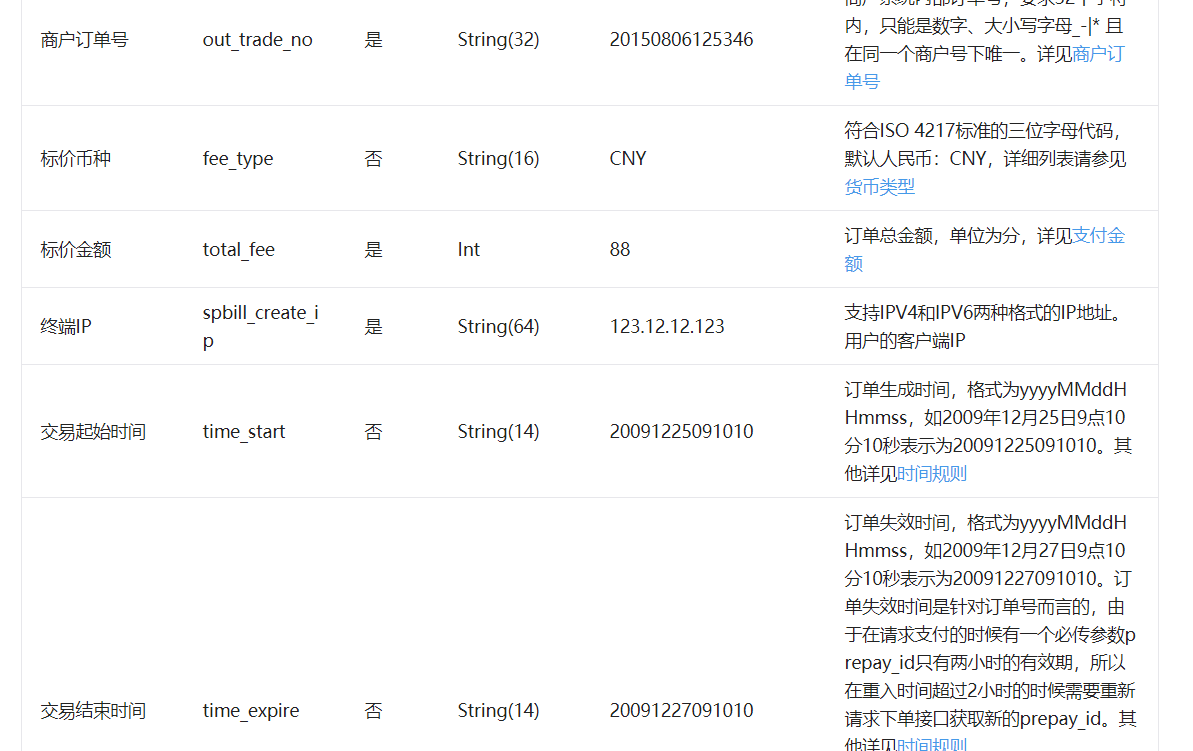 商户系统内部订单号，要求32个字符
内，只能是数字、大小写字母_-|* 且
商户订单号 out_trade_no 是 String(32) 20150806125346
在同一个商户号下唯一。详见商户订
单号
符合ISO 4217标准的三位字母代码，
标价币种 fee_type 否 String(16) CNY 默认人民币：CNY，详细列表请参见
货币类型
标价金额 total_fee 是 Int 88 订单总金额，单位为分，详见支付金
额
终端IP spbill_create_i
p 是 String(64) 123.12.12.123 支持IPV4和IPV6两种格式的IP地址。
用户的客户端IP
交易起始时间 time_start 否 String(14) 20091225091010 订单生成时间，格式为yyyyMMddH
Hmmss，如2009年12月25日9点10
分10秒表示为20091225091010。其
他详见时间规则
交易结束时间 time_expire 否 String(14) 20091227091010 订单失效时间，格式为yyyyMMddH
Hmmss，如2009年12月27日9点10
分10秒表示为20091227091010。订
单失效时间是针对订单号而言的，由
于在请求支付的时候有一个必传参数p
repay_id只有两小时的有效期，所以
在重入时间超过2小时的时候需要重新
请求下单接口获取新的prepay_id。其
他详见时间规则